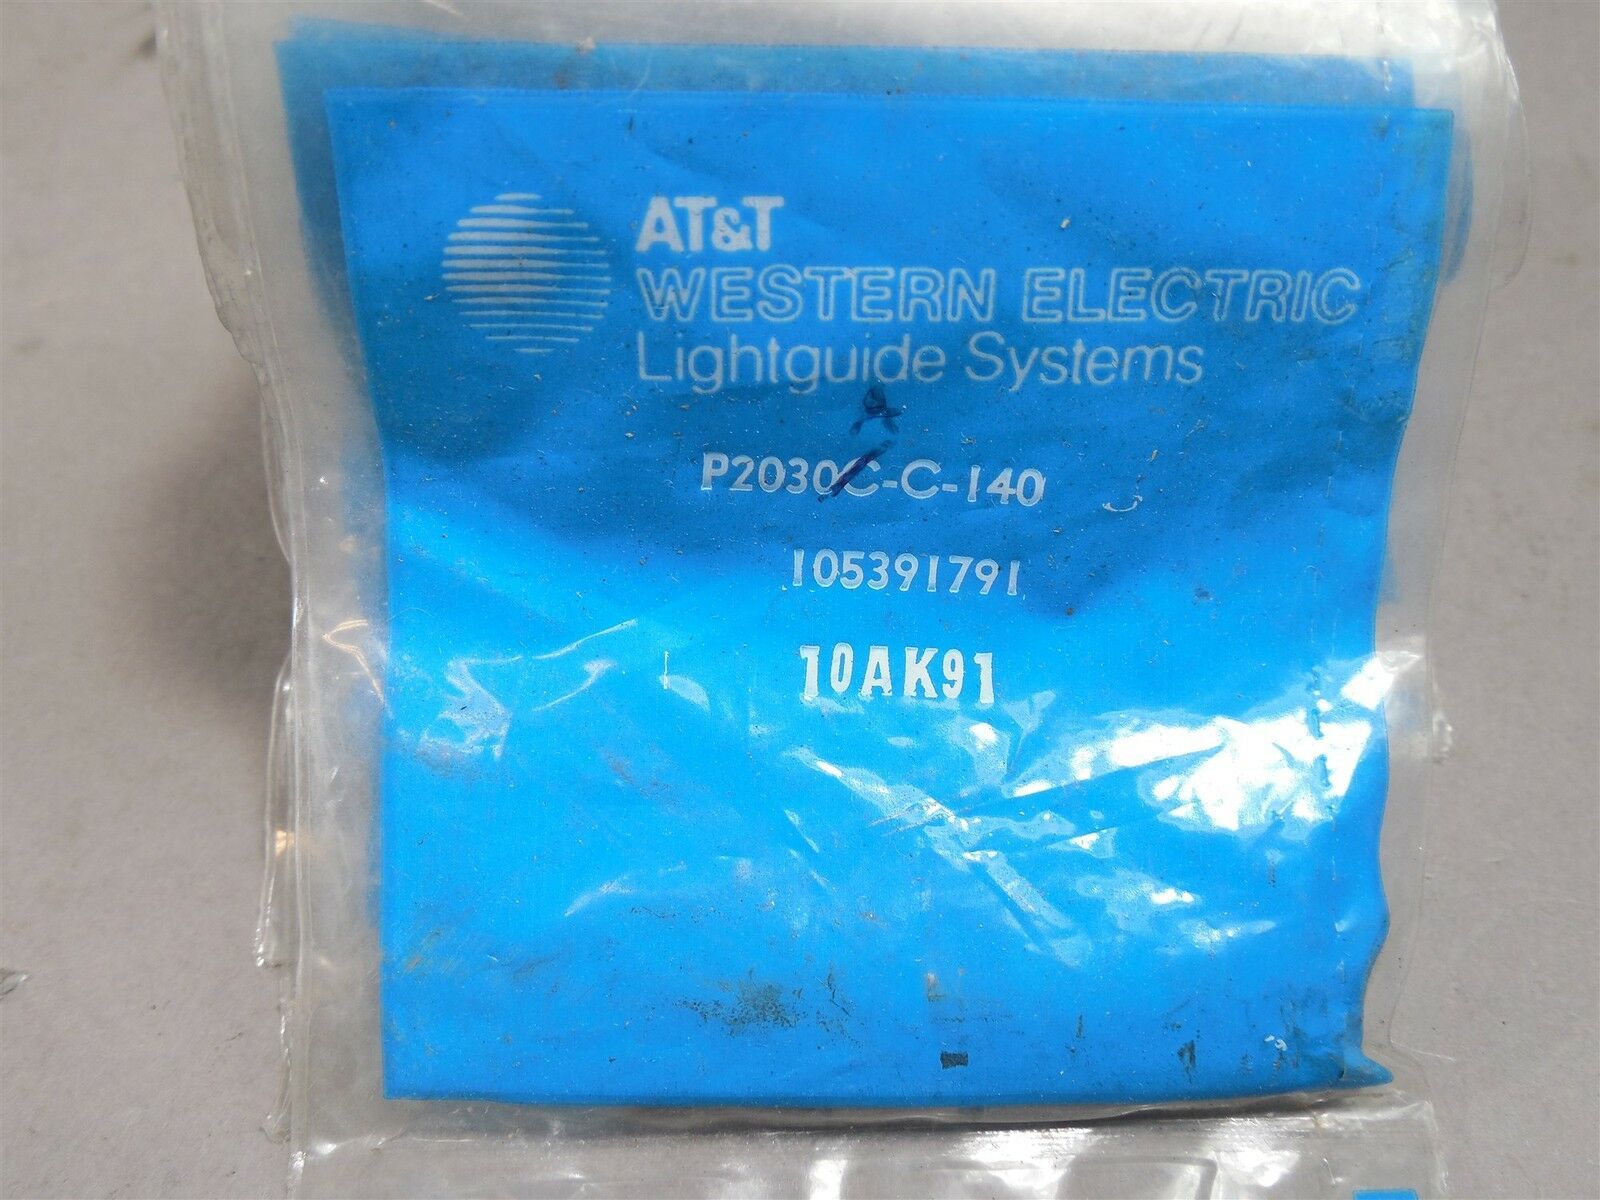 AT&T
WESTERN ELECTRIC
Lightguide Systems
A
P2030C-C-140
105391791
10AK91